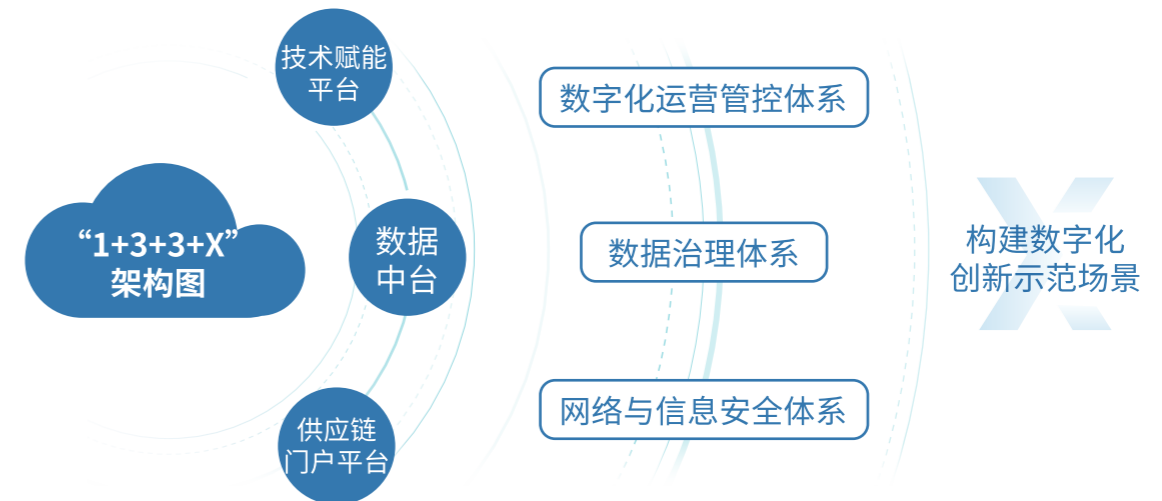 “1+3+3+X”
架构图
技术赋能
平台
数据
中台
供应链
门户平台
数字化运营管控体系
数据治理体系
网络与信息安全体系
X
构建数字化
创新示范场景